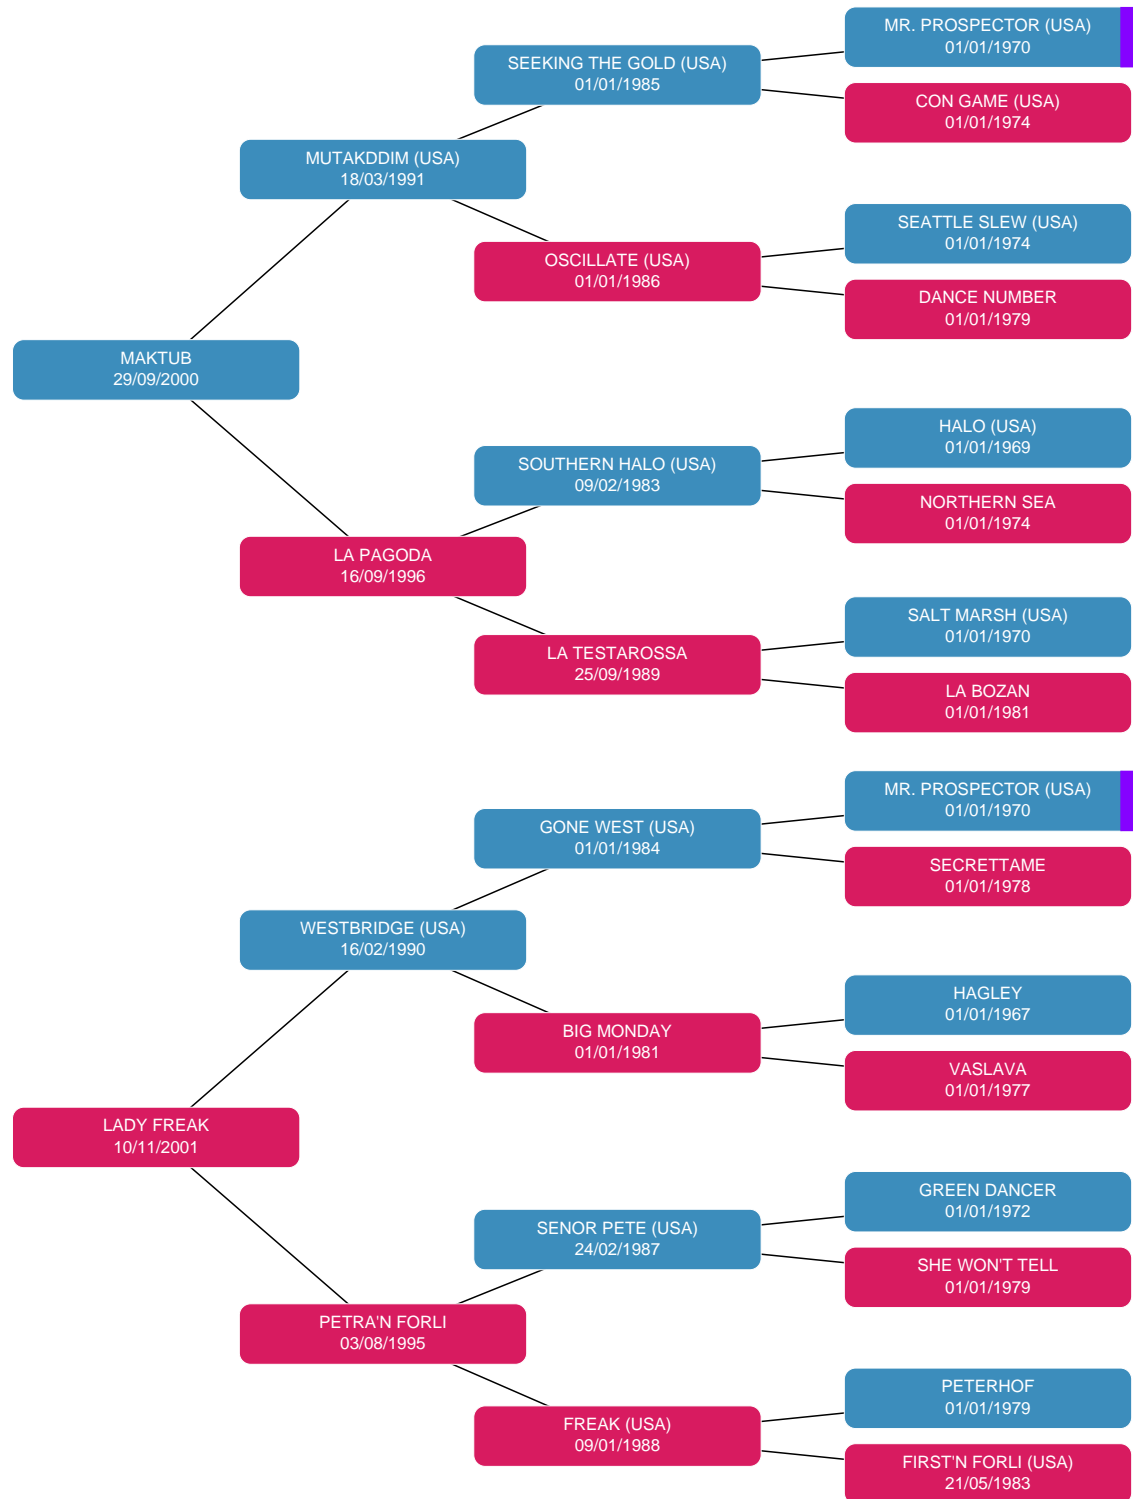 MR. PROSPECTOR (USA)
01/01/1970
SEEKING THE GOLD (USA)
01/01/1985
CON GAME (USA)
01/01/1974
MUTAKDDIM (USA)
18/03/1991
SEATTLE SLEW (USA)
01/01/1974
OSCILLATE (USA)
01/01/1986
DANCE NUMBER
01/01/1979
MAKTUB
29/09/2000
HALO (USA)
01/01/1969
SOUTHERN HALO (USA)
09/02/1983
NORTHERN SEA
01/01/1974
LA PAGODA
16/09/1996
SALT MARSH (USA)
01/01/1970
LA TESTAROSSA
25/09/1989
LA BOZAN
01/01/1981
MR. PROSPECTOR (USA)
01/01/1970
GONE WEST (USA)
01/01/1984
SECRETTAME
01/01/1978
WESTBRIDGE (USA)
16/02/1990
HAGLEY
01/01/1967
BIG MONDAY
01/01/1981
VASLAVA
01/01/1977
LADY FREAK
10/11/2001
GREEN DANCER
01/01/1972
SENOR PETE (USA)
24/02/1987
SHE WON'T TELL
01/01/1979
PETRA'N FORLI
03/08/1995
PETERHOF
01/01/1979
FREAK (USA)
09/01/1988
FIRST'N FORLI (USA)
21/05/1983